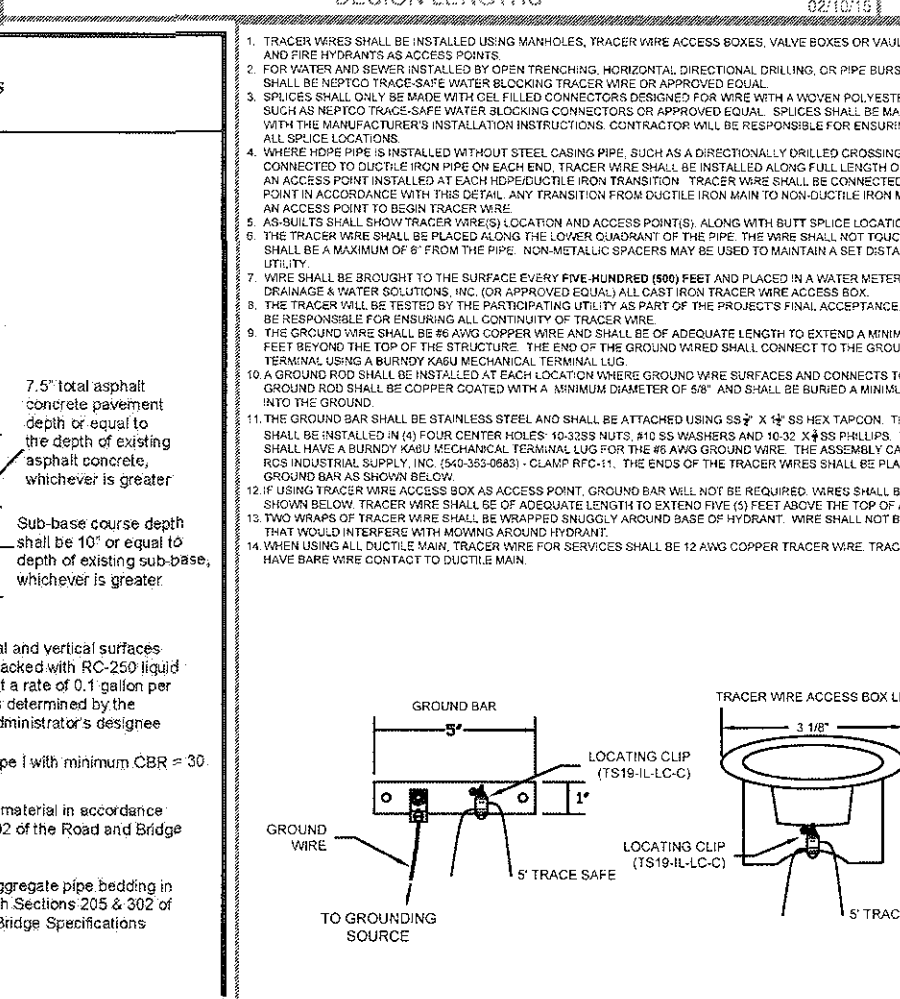 02/10/15
s
7.5" total asphalt
concrete pavement
depth or equal to
the depth of existing
asphalt concrete,
whichever is greater
Sub-base course depth
shall be 10" or equal to
depth of existing sub-base,
whichever is greater
al and vertical surfaces
acked with RC-250 liquid
t a rate of 0.1 gallon per
s determined by the
dministrator's designee
pe I with minimum CBR = 30
material in accordance
02 of the Road and Bridge
ggregate pipe bedding in
h Sections 205 & 302 of
Bridge Specifications
1. TRACER WIRES SHALL BE INSTALLED USING MANHOLES, TRACER WIRE ACCESS BOXES, VALVE BOXES OR VAUL
AND FIRE HYDRANTS AS ACCESS POINTS.
2. FOR WATER AND SEWER INSTALLED BY OPEN TRENCHING, HORIZONTAL DIRECTIONAL DRILLING, OR PIPE BURS
SHALL BE NEPTCO TRACE-SAFE WATER BLOCKING TRACER WIRE OR APPROVED EQUAL.
3. SPLICES SHALL ONLY BE MADE WITH GEL FILLED CONNECTORS DESIGNED FOR WIRE WITH A WOVEN POLYESTE
SUCH AS NEPTCO TRACE-SAFE WATER BLOCKING CONNECTORS OR APPROVED EQUAL. SPLICES SHALL BE MA
WITH THE MANUFACTURER'S INSTALLATION INSTRUCTIONS. CONTRACTOR WILL BE RESPONSIBLE FOR ENSURI
ALL SPLICE LOCATIONS.
4. WHERE HDPE PIPE IS INSTALLED WITHOUT STEEL CASING PIPE, SUCH AS A DIRECTIONALLY DRILLED CROSSING
CONNECTED TO DUCTILE IRON PIPE ON EACH END, TRACER WIRE SHALL BE INSTALLED ALONG FULL LENGTH O
AN ACCESS POINT INSTALLED AT EACH HDPE/DUCTILE IRON TRANSITION TRACER WIRE SHALL BE CONNECTED
POINT IN ACCORDANCE WITH THIS DETAIL. ANY TRANSITION FROM DUCTILE IRON MAIN TO NON-DUCTILE IRON M
AN ACCESS POINT TO BEGIN TRACER WIRE.
5. AS-BUILTS SHALL SHOW TRACER WIRE(S) LOCATION AND ACCESS POINT(S). ALONG WITH BUTT SPLICE LOCATIO
6. THE TRACER WIRE SHALL BE PLACED ALONG THE LOWER QUADRANT OF THE PIPE. THE WIRE SHALL NOT TOUC
SHALL BE A MAXIMUM OF 6" FROM THE PIPE. NON-METALLIC SPACERS MAY BE USED TO MAINTAIN A SET DISTA
UTILITY.
7. WIRE SHALL BE BROUGHT TO THE SURFACE EVERY FIVE-HUNDRED (500) FEET AND PLACED IN A WATER METER
DRAINAGE & WATER SOLUTIONS, INC. (OR APPROVED EQUAL) ALL CAST IRON TRACER WIRE ACCESS BOX.
8. THE TRACER WILL BE TESTED BY THE PARTICIPATING UTILITY AS PART OF THE PROJECT'S FINAL ACCEPTANCE.
BE RESPONSIBLE FOR ENSURING ALL CONTINUITY OF TRACER WIRE.
9. THE GROUND WIRE SHALL BE #6 AWG COPPER WIRE AND SHALL BE OF ADEQUATE LENGTH TO EXTEND A MINIM
FEET BEYOND THE TOP OF THE STRUCTURE. THE END OF THE GROUND WIRED SHALL CONNECT TO THE GROU
TERMINAL USING A BURNDY KA6U MECHANICAL TERMINAL LUG.
10. A GROUND ROD SHALL BE INSTALLED AT EACH LOCATION WHERE GROUND WIRE SURFACES AND CONNECTS T
GROUND ROD SHALL BE COPPER COATED WITH A MINIMUM DIAMETER OF 5/8" AND SHALL BE BURIED A MINIMU
INTO THE GROUND.
11. THE GROUND BAR SHALL BE STAINLESS STEEL AND SHALL BE ATTACHED USING SS X SS HEX TAPCON. T
SHALL BE INSTALLED IN (4) FOUR CENTER HOLES: 10-32SS NUTS, #10 SS WASHERS AND 10-32 X SS PHILLIPS.
SHALL HAVE A BURNDY KA6U MECHANICAL TERMINAL LUG FOR THE #6 AWG GROUND WIRE. THE ASSEMBLY CA
RCS INDUSTRIAL SUPPLY, INC. (540-353-0683) - CLAMP RFC-11. THE ENDS OF THE TRACER WIRES SHALL BE PLA
GROUND BAR AS SHOWN BELOW.
12. IF USING TRACER WIRE ACCESS BOX AS ACCESS POINT, GROUND BAR WILL NOT BE REQUIRED. WIRES SHALL B
SHOWN BELOW. TRACER WIRE SHALL BE OF ADEQUATE LENGTH TO EXTEND FIVE (5) FEET ABOVE THE TOP OF A
13. TWO WRAPS OF TRACER WIRE SHALL BE WRAPPED SNUGGLY AROUND BASE OF HYDRANT. WIRE SHALL NOT B
THAT WOULD INTERFERE WITH MOWING AROUND HYDRANT.
14. WHEN USING ALL DUCTILE MAIN, TRACER WIRE FOR SERVICES SHALL BE 12 AWG COPPER TRACER WIRE. TRAC
HAVE BARE WIRE CONTACT TO DUCTILE MAIN.
GROUND BAR
5"
LOCATING CLIP
(TS19-IL-LC-C)
1"
GROUND
WIRE
5' TRACE SAFE
TO GROUNDING
SOURCE
TRACER WIRE ACCESS BOX LI
3 1/8"
LOCATING CLIP
(TS19-IL-LC-C)
5' TRAC